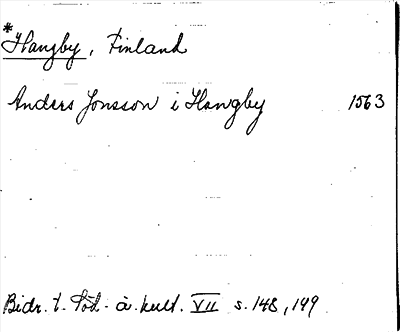 *Hangby, Finland
Anders Jonsson i Hangby 1563
Bidr. t. Söd. ö. kult. VII s. 148, 149